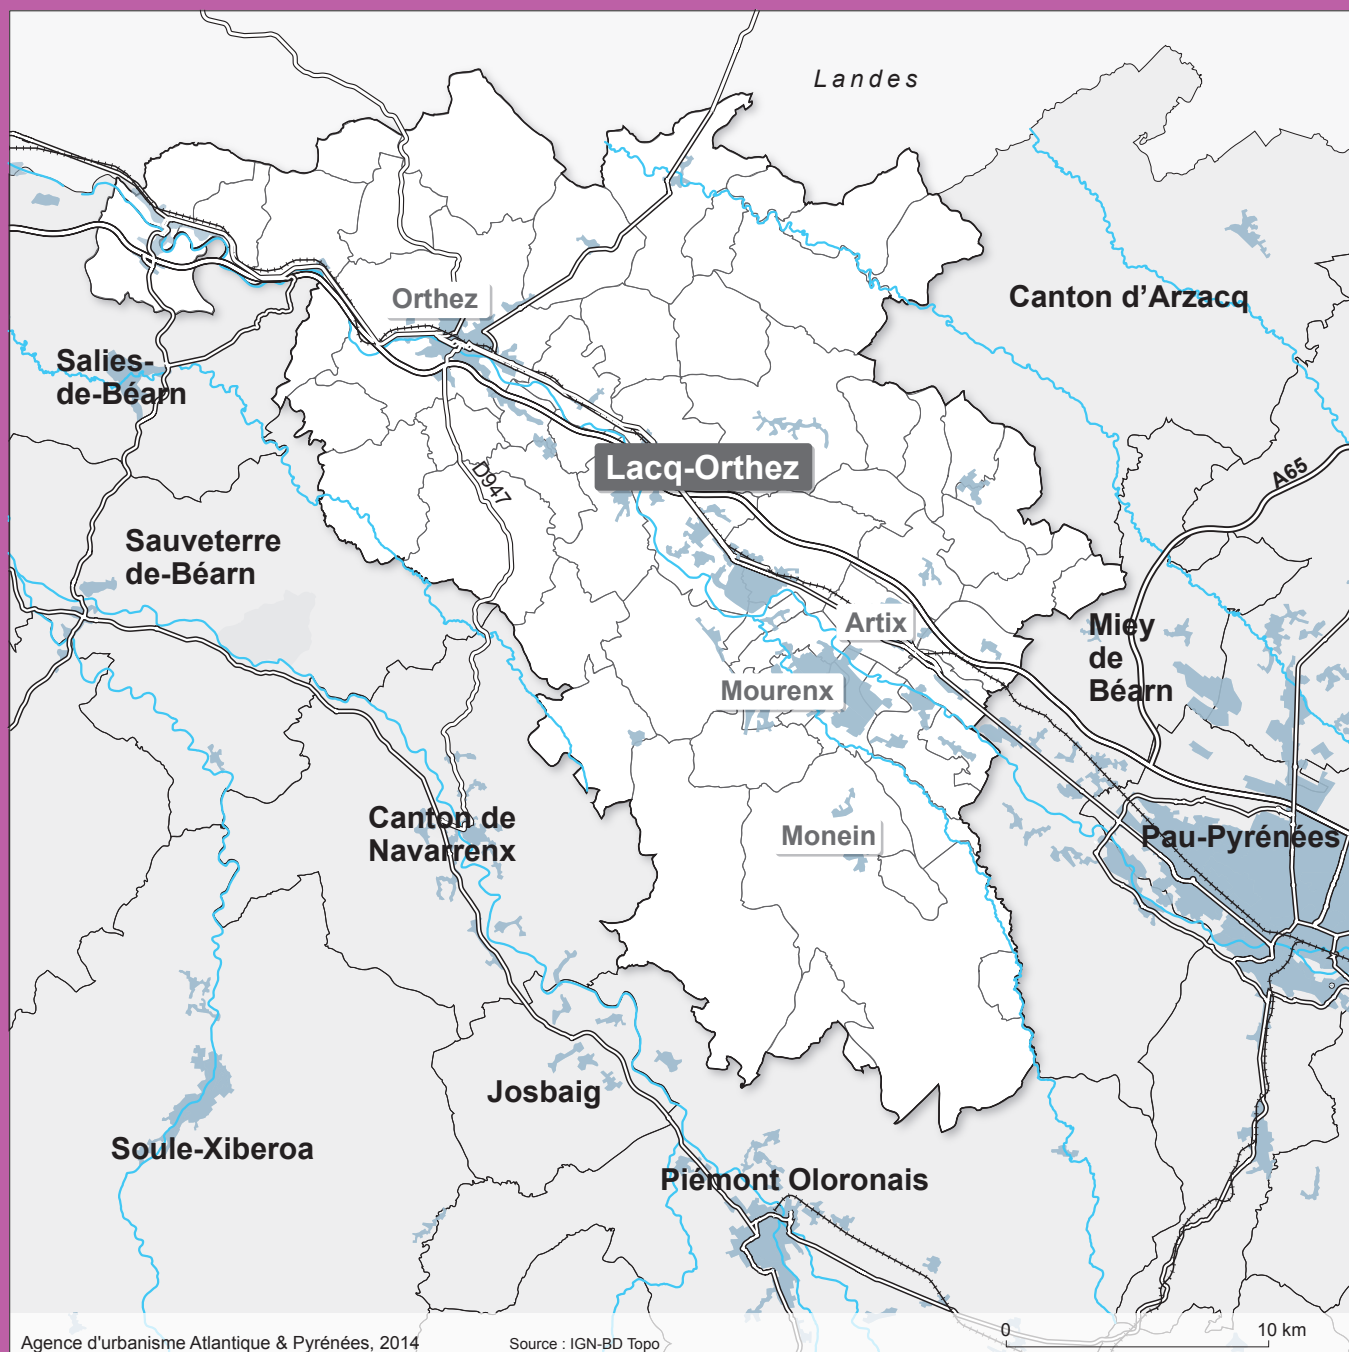 Landes
Canton d'Arzacq
Orthez
Salies-
de-Béarn
Lacq-Orthez
A65
D947
Sauveterre
de-Béarn
Artix
Miey
de
Béarn
Mourenx
Canton de
Navarrenx
Monein
Pau-Pyrénées
Josbaig
Soule-Xiberoa
Piémont Oloronais
0 10 km
Agence d'urbanisme Atlantique & Pyrénées, 2014 Source : IGN-BD Topo